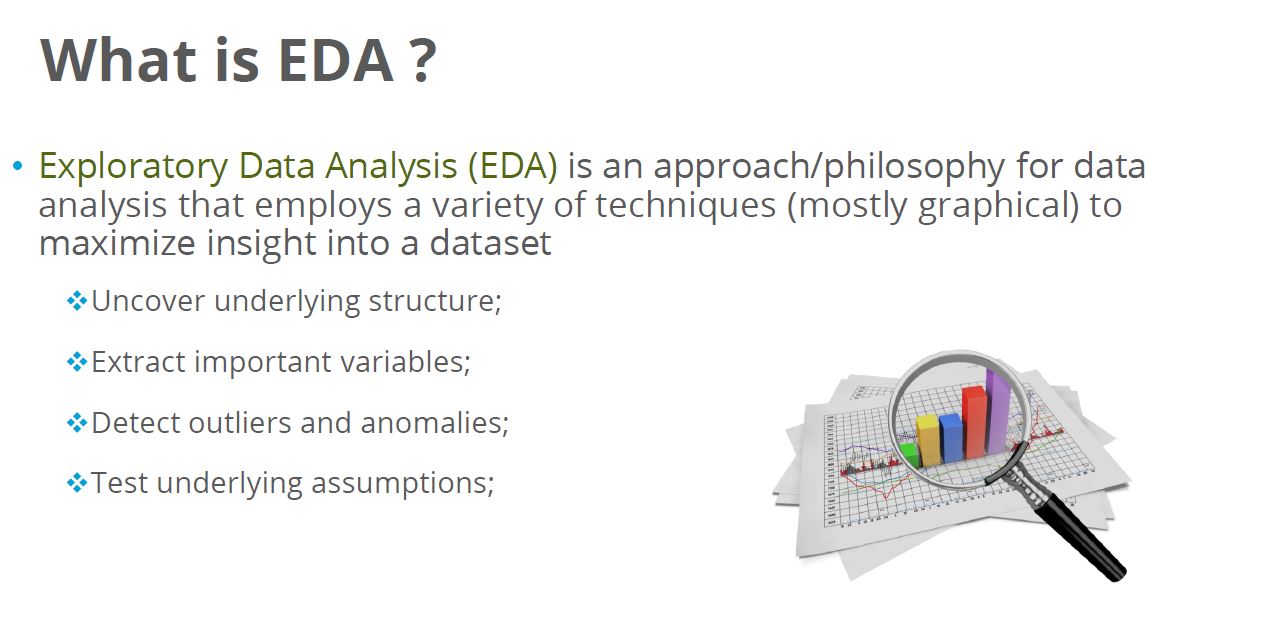 What is EDA ?
• Exploratory Data Analysis (EDA) is an approach/philosophy for data
analysis that employs a variety of techniques (mostly graphical) to
maximize insight into a dataset
❖Uncover underlying structure;
❖Extract important variables;
❖Detect outliers and anomalies;
❖Test underlying assumptions;